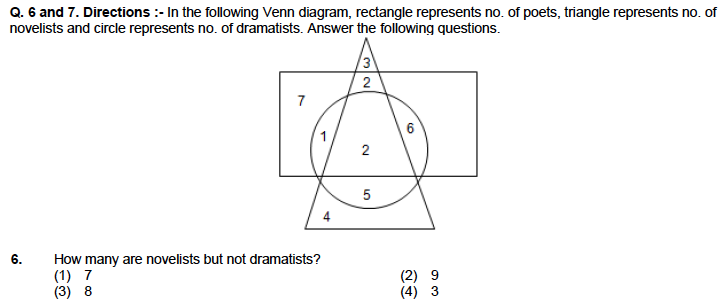 Q. 6 and 7. Directions :- In the following Venn diagram, rectangle represents no. of poets, triangle represents no. of
novelists and circle represents no. of dramatists. Answer the following questions.
3
2
7
1
6
2
5
4
6. How many are novelists but not dramatists?
(1) 7 (2) 9
(3) 8 (4) 3